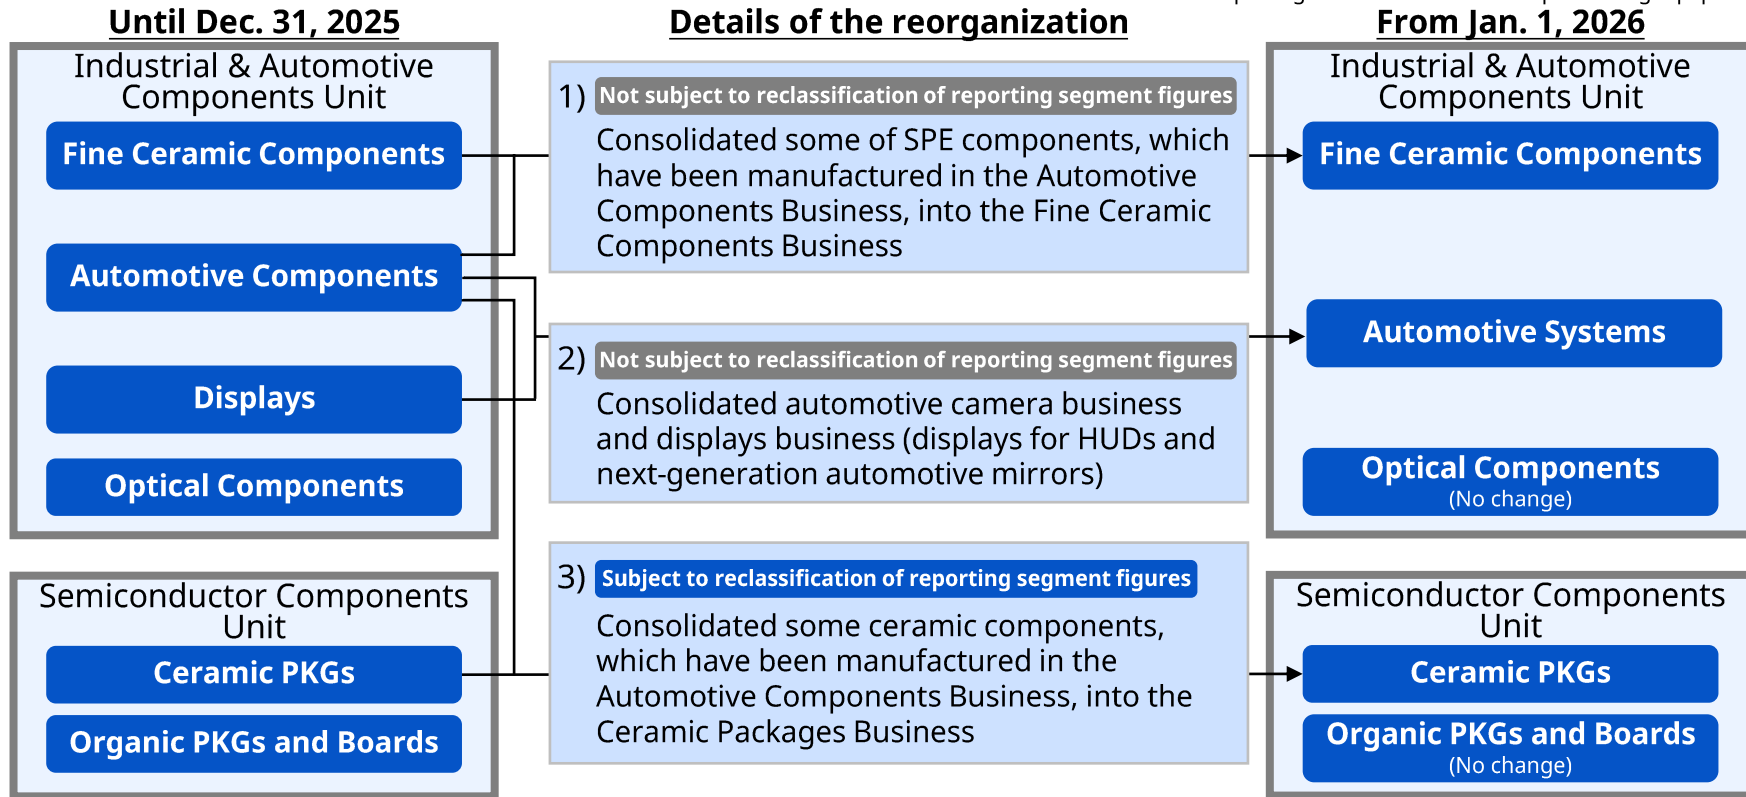 Until Dec. 31, 2025
Industrial & Automotive
Components Unit
Fine Ceramic Components
Automotive Components
Displays
Optical Components
Semiconductor Components
Unit
Ceramic PKGs
Organic PKGs and Boards
Details of the reorganization
1) Not subject to reclassification of reporting segment figures
Consolidated some of SPE components, which
have been manufactured in the Automotive
Components Business, into the Fine Ceramic
Components Business
2) Not subject to reclassification of reporting segment figures
Consolidated automotive camera business
and displays business (displays for HUDs and
next-generation automotive mirrors)
3) Subject to reclassification of reporting segment figures
Consolidated some ceramic components,
which have been manufactured in the
Automotive Components Business, into the
Ceramic Packages Business
From Jan. 1, 2026
Industrial & Automotive
Components Unit
Fine Ceramic Components
Automotive Systems
Optical Components
(No change)
Semiconductor Components
Unit
Ceramic PKGs
Organic PKGs and Boards
(No change)